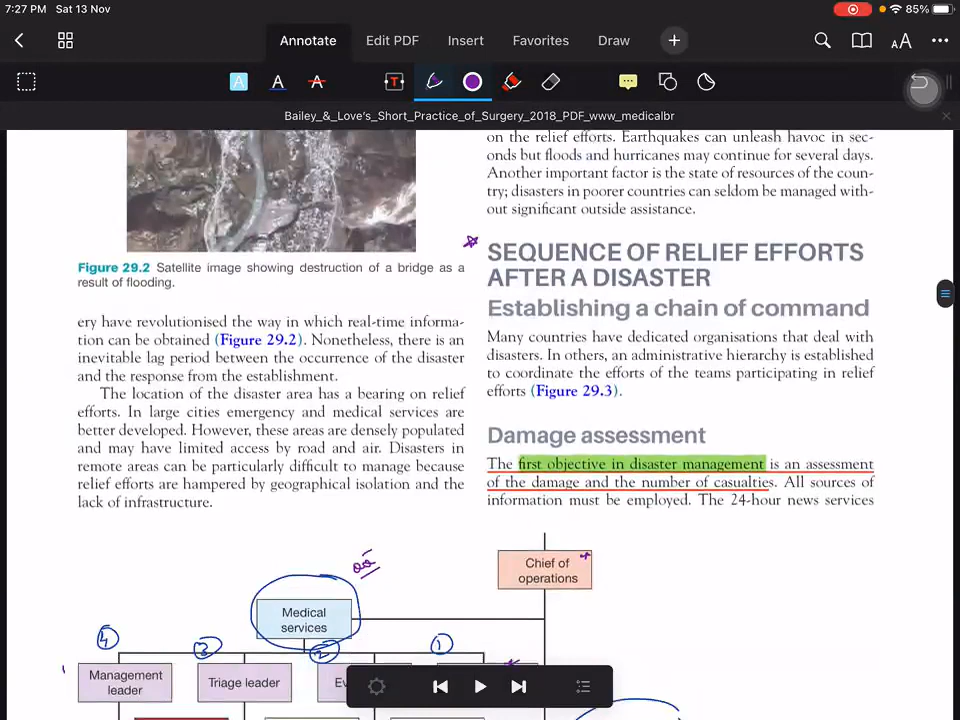 7:27 PM Sat 13 Nov
85%
Annotate
Edit PDF
Insert
Favorites
Draw
AA
A
A
A
T
Bailey_&_Love's_Short_Practice_of_Surgery_2018_PDF_www_medicalbr
Figure 29.2 Satellite image showing destruction of a bridge as a
result of flooding.
ery have revolutionised the way in which real-time informa-
tion can be obtained (Figure 29.2). Nonetheless, there is an
inevitable lag period between the occurrence of the disaster
and the response from the establishment.
The location of the disaster area has a bearing on relief
efforts. In large cities emergency and medical services are
better developed. However, these areas are densely populated
and may have limited access by road and air. Disasters in
remote areas can be particularly difficult to manage because
relief efforts are hampered by geographical isolation and the
lack of infrastructure.
on the relief efforts. Earthquakes can unleash havoc in sec-
onds but floods and hurricanes may continue for several days.
Another important factor is the state of resources of the coun-
try; disasters in poorer countries can seldom be managed with-
out significant outside assistance.
SEQUENCE OF RELIEF EFFORTS
AFTER A DISASTER
Establishing a chain of command
Many countries have dedicated organisations that deal with
disasters. In others, an administrative hierarchy is established
to coordinate the efforts of the teams participating in relief
efforts (Figure 29.3).
Damage assessment
The first objective in disaster management is an assessment
of the damage and the number of casualties. All sources of
information must be employed. The 24-hour news services
Chief of
operations
Medical
services
4
3
2
1
Management
leader
Triage leader
Ev